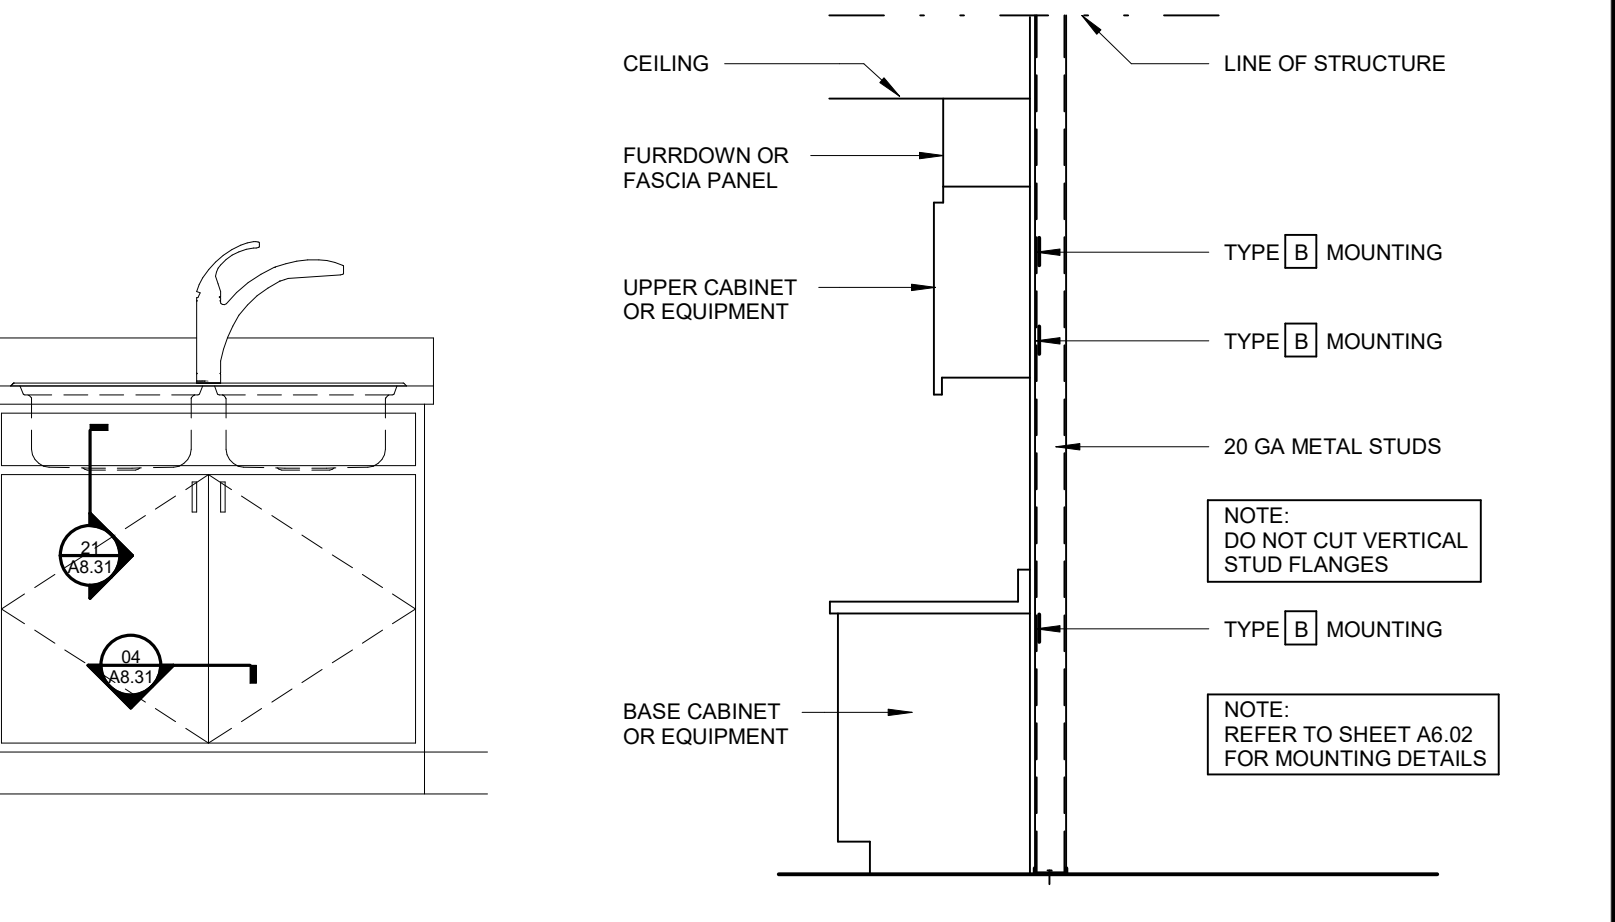 CEILING
LINE OF STRUCTURE
FURRDOWN OR
FASCIA PANEL
TYPE B MOUNTING
UPPER CABINET
OR EQUIPMENT
TYPE B MOUNTING
20 GA METAL STUDS
NOTE:
DO NOT CUT VERTICAL
STUD FLANGES
21
A8.31
TYPE B MOUNTING
04
A8.31
BASE CABINET
OR EQUIPMENT
NOTE:
REFER TO SHEET A6.02
FOR MOUNTING DETAILS